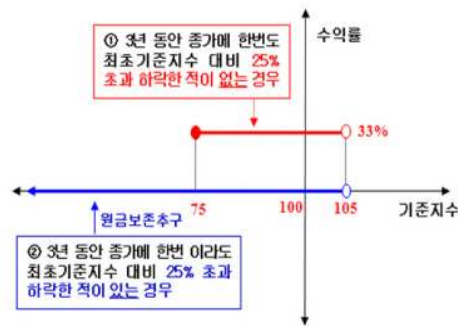 ① 3년 동안 종가에 한번도
최초기준지수 대비 25%
초과 하락한 적이 없는 경우
수익률
33%
75
100
105
기준지수
원금보존추구
② 3년 동안 종가에 한번 이라도
최초기준지수 대비 25% 초과
하락한 적이 있는 경우